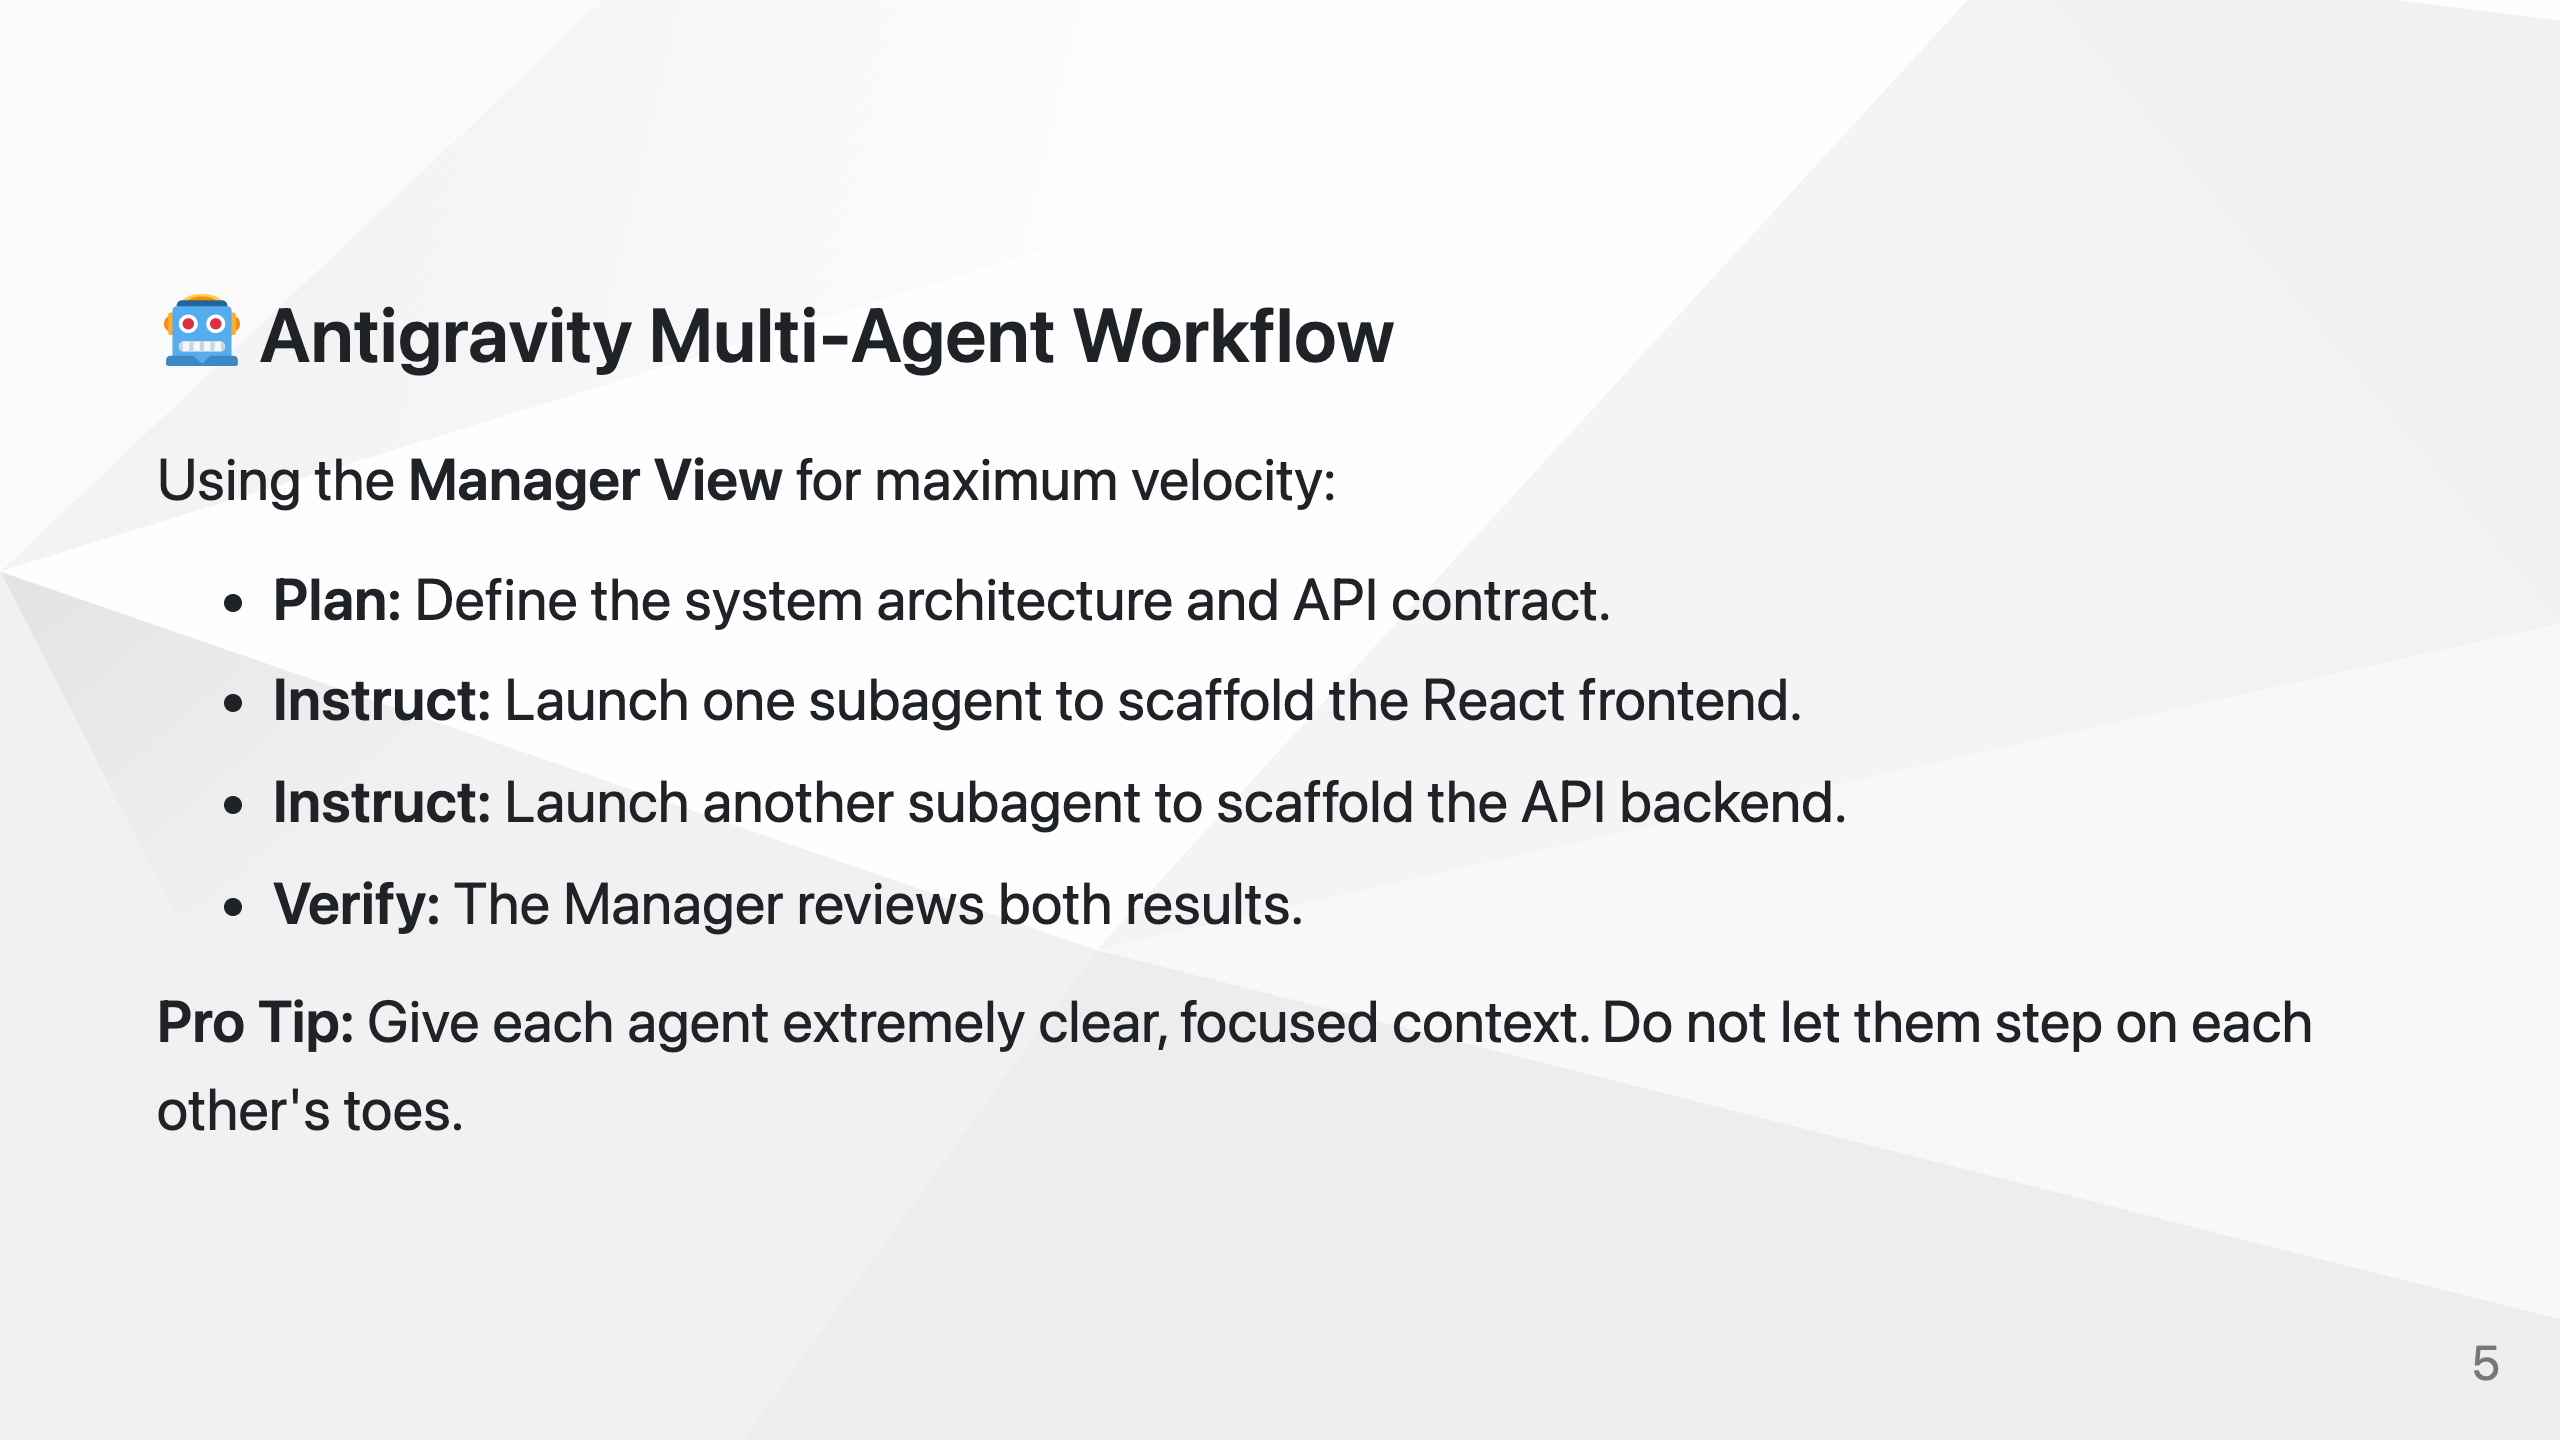 🤖 Antigravity Multi-Agent Workflow
Using the Manager View for maximum velocity:
• Plan: Define the system architecture and API contract.
• Instruct: Launch one subagent to scaffold the React frontend.
• Instruct: Launch another subagent to scaffold the API backend.
• Verify: The Manager reviews both results.
Pro Tip: Give each agent extremely clear, focused context. Do not let them step on each
other's toes.
5